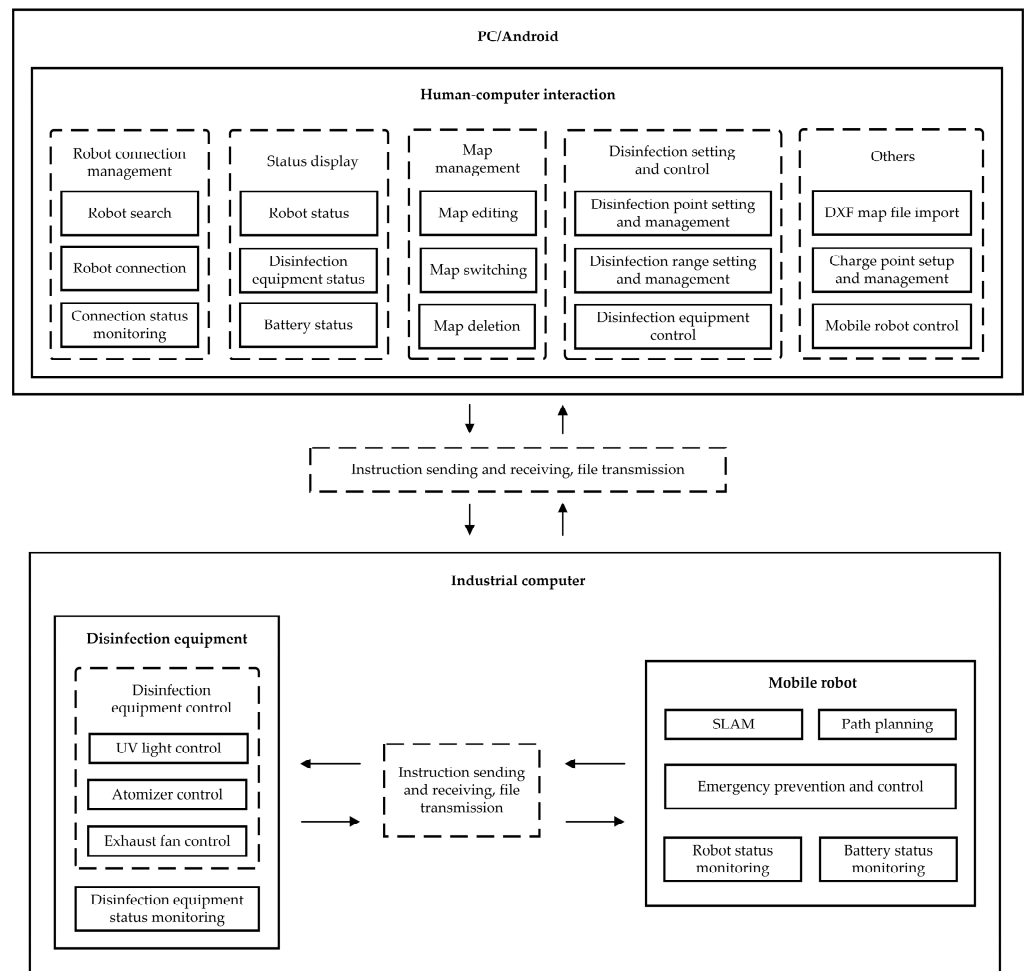 PC/Android
Human-computer interaction
Robot connection
management
Robot search
Robot connection
Connection status
monitoring
Status display
Robot status
Disinfection
equipment status
Battery status
Map
management
Map editing
Map switching
Map deletion
Disinfection setting
and control
Disinfection point setting
and management
Disinfection range setting
and management
Disinfection equipment
control
Others
DXF map file import
Charge point setup
and management
Mobile robot control
Instruction sending and receiving, file transmission
Industrial computer
Disinfection equipment
Disinfection
equipment control
UV light control
Atomizer control
Exhaust fan control
Disinfection equipment
status monitoring
Instruction sending
and receiving, file
transmission
Mobile robot
SLAM
Path planning
Emergency prevention and control
Robot status
monitoring
Battery status
monitoring